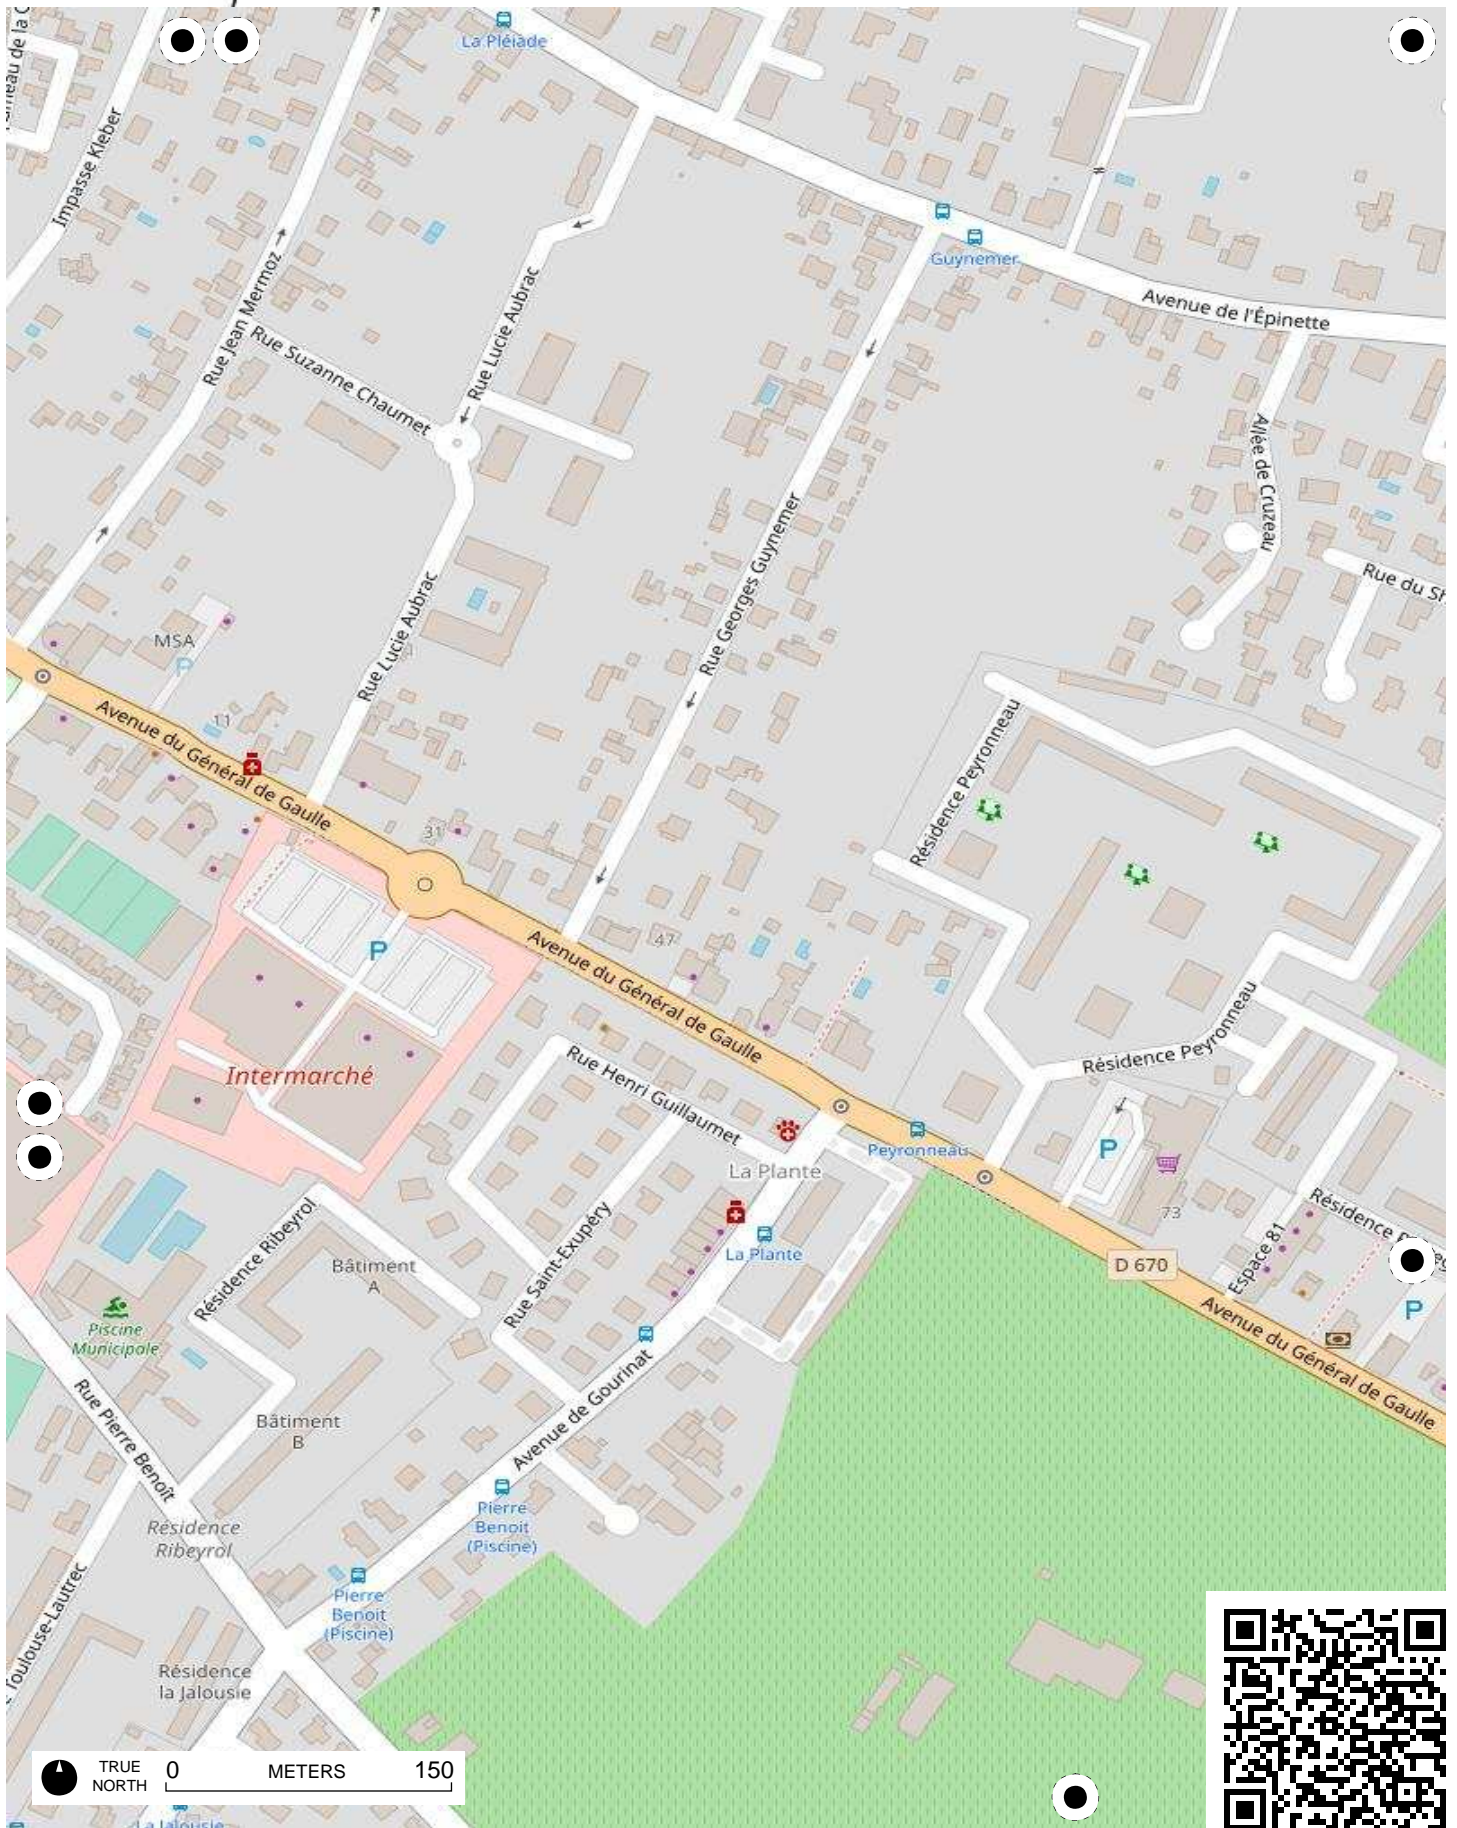 La Pléiade
Impasse Kleber
Guynemer
Avenue de l'Épinette
Rue Jean Mermoz
Rue Lucie Aubrac
Rue Suzanne Chaumet
Allée de Cruzeau
Rue Georges Guynemer
Rue du
MSA
P
Rue Lucie Aubrac
11
Avenue du Général de Gaulle
31
Résidence Peyronneau
47
P
Avenue du Général de Gaulle
Résidence Peyronneau
Intermarché
Rue Henri Guillaumet
Peyronneau
P
La Plante
73
Résidence
Espace 81
La Plante
D 670
Résidence Ribeyrol
Bâtiment
A
Rue Saint-Exupéry
P
Piscine
Municipale
Avenue du Général de Gaulle
Avenue de Gourinat
Rue Pierre Benoît
Bâtiment
B
Pierre
Benoit
(Piscine)
Résidence
Ribeyrol
Pierre
Benoit
(Piscine)
Toulouse-Lautrec
Résidence
la Jalousie
TRUE
NORTH
0 METERS 150
La Jalousie